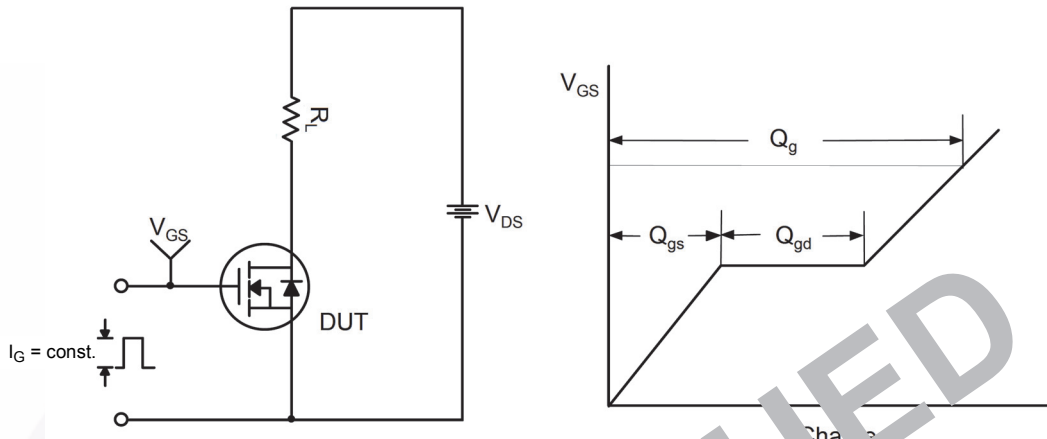 R_L
V_DS
V_GS
DUT
I_G = const.
V_GS
Q_g
Q_gs
Q_gd